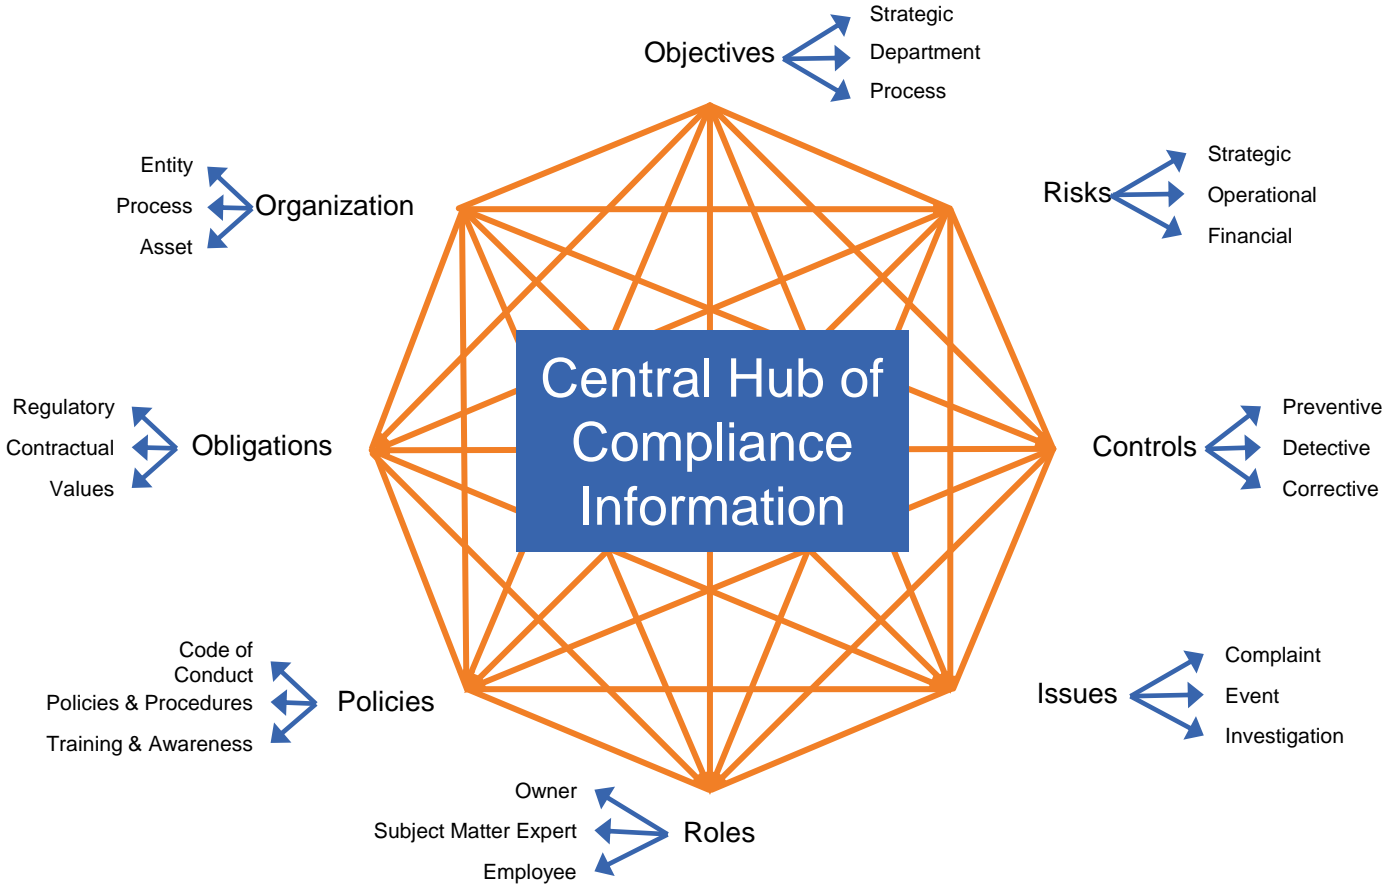 Objectives
Strategic
Department
Process
Risks
Strategic
Operational
Financial
Controls
Preventive
Detective
Corrective
Issues
Complaint
Event
Investigation
Roles
Owner
Subject Matter Expert
Employee
Policies
Code of
Conduct
Policies & Procedures
Training & Awareness
Obligations
Regulatory
Contractual
Values
Organization
Entity
Process
Asset
Central Hub of
Compliance
Information